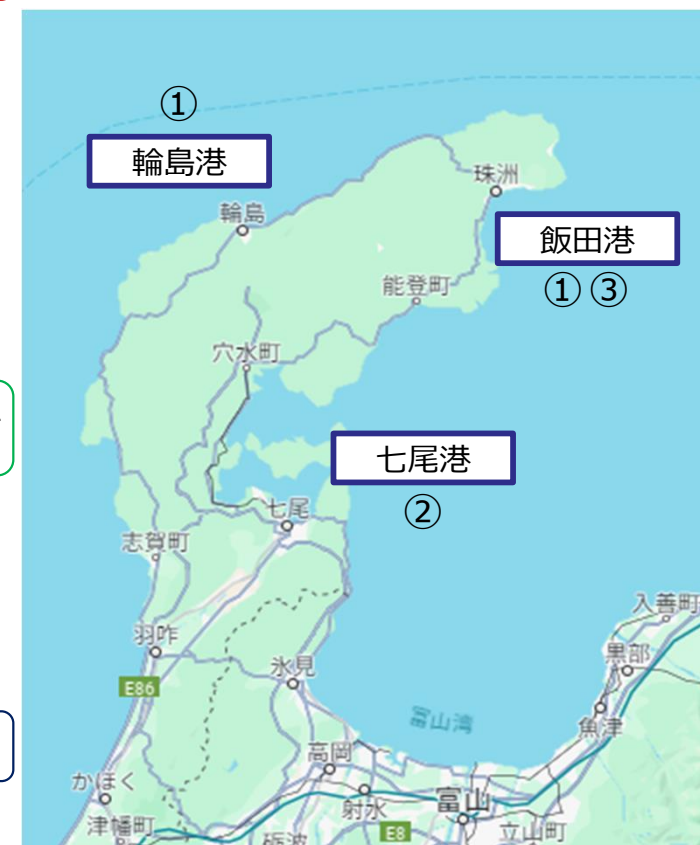 ①
輪島港
輪島
珠洲
飯田港
① ③
能登町
穴水町
七尾港
②
七尾
志賀町
入善町
羽咋
黒部
氷見
E86
富山湾
魚津
高岡
かほく
射水
富山
津幡町
砺波
E8
立山町